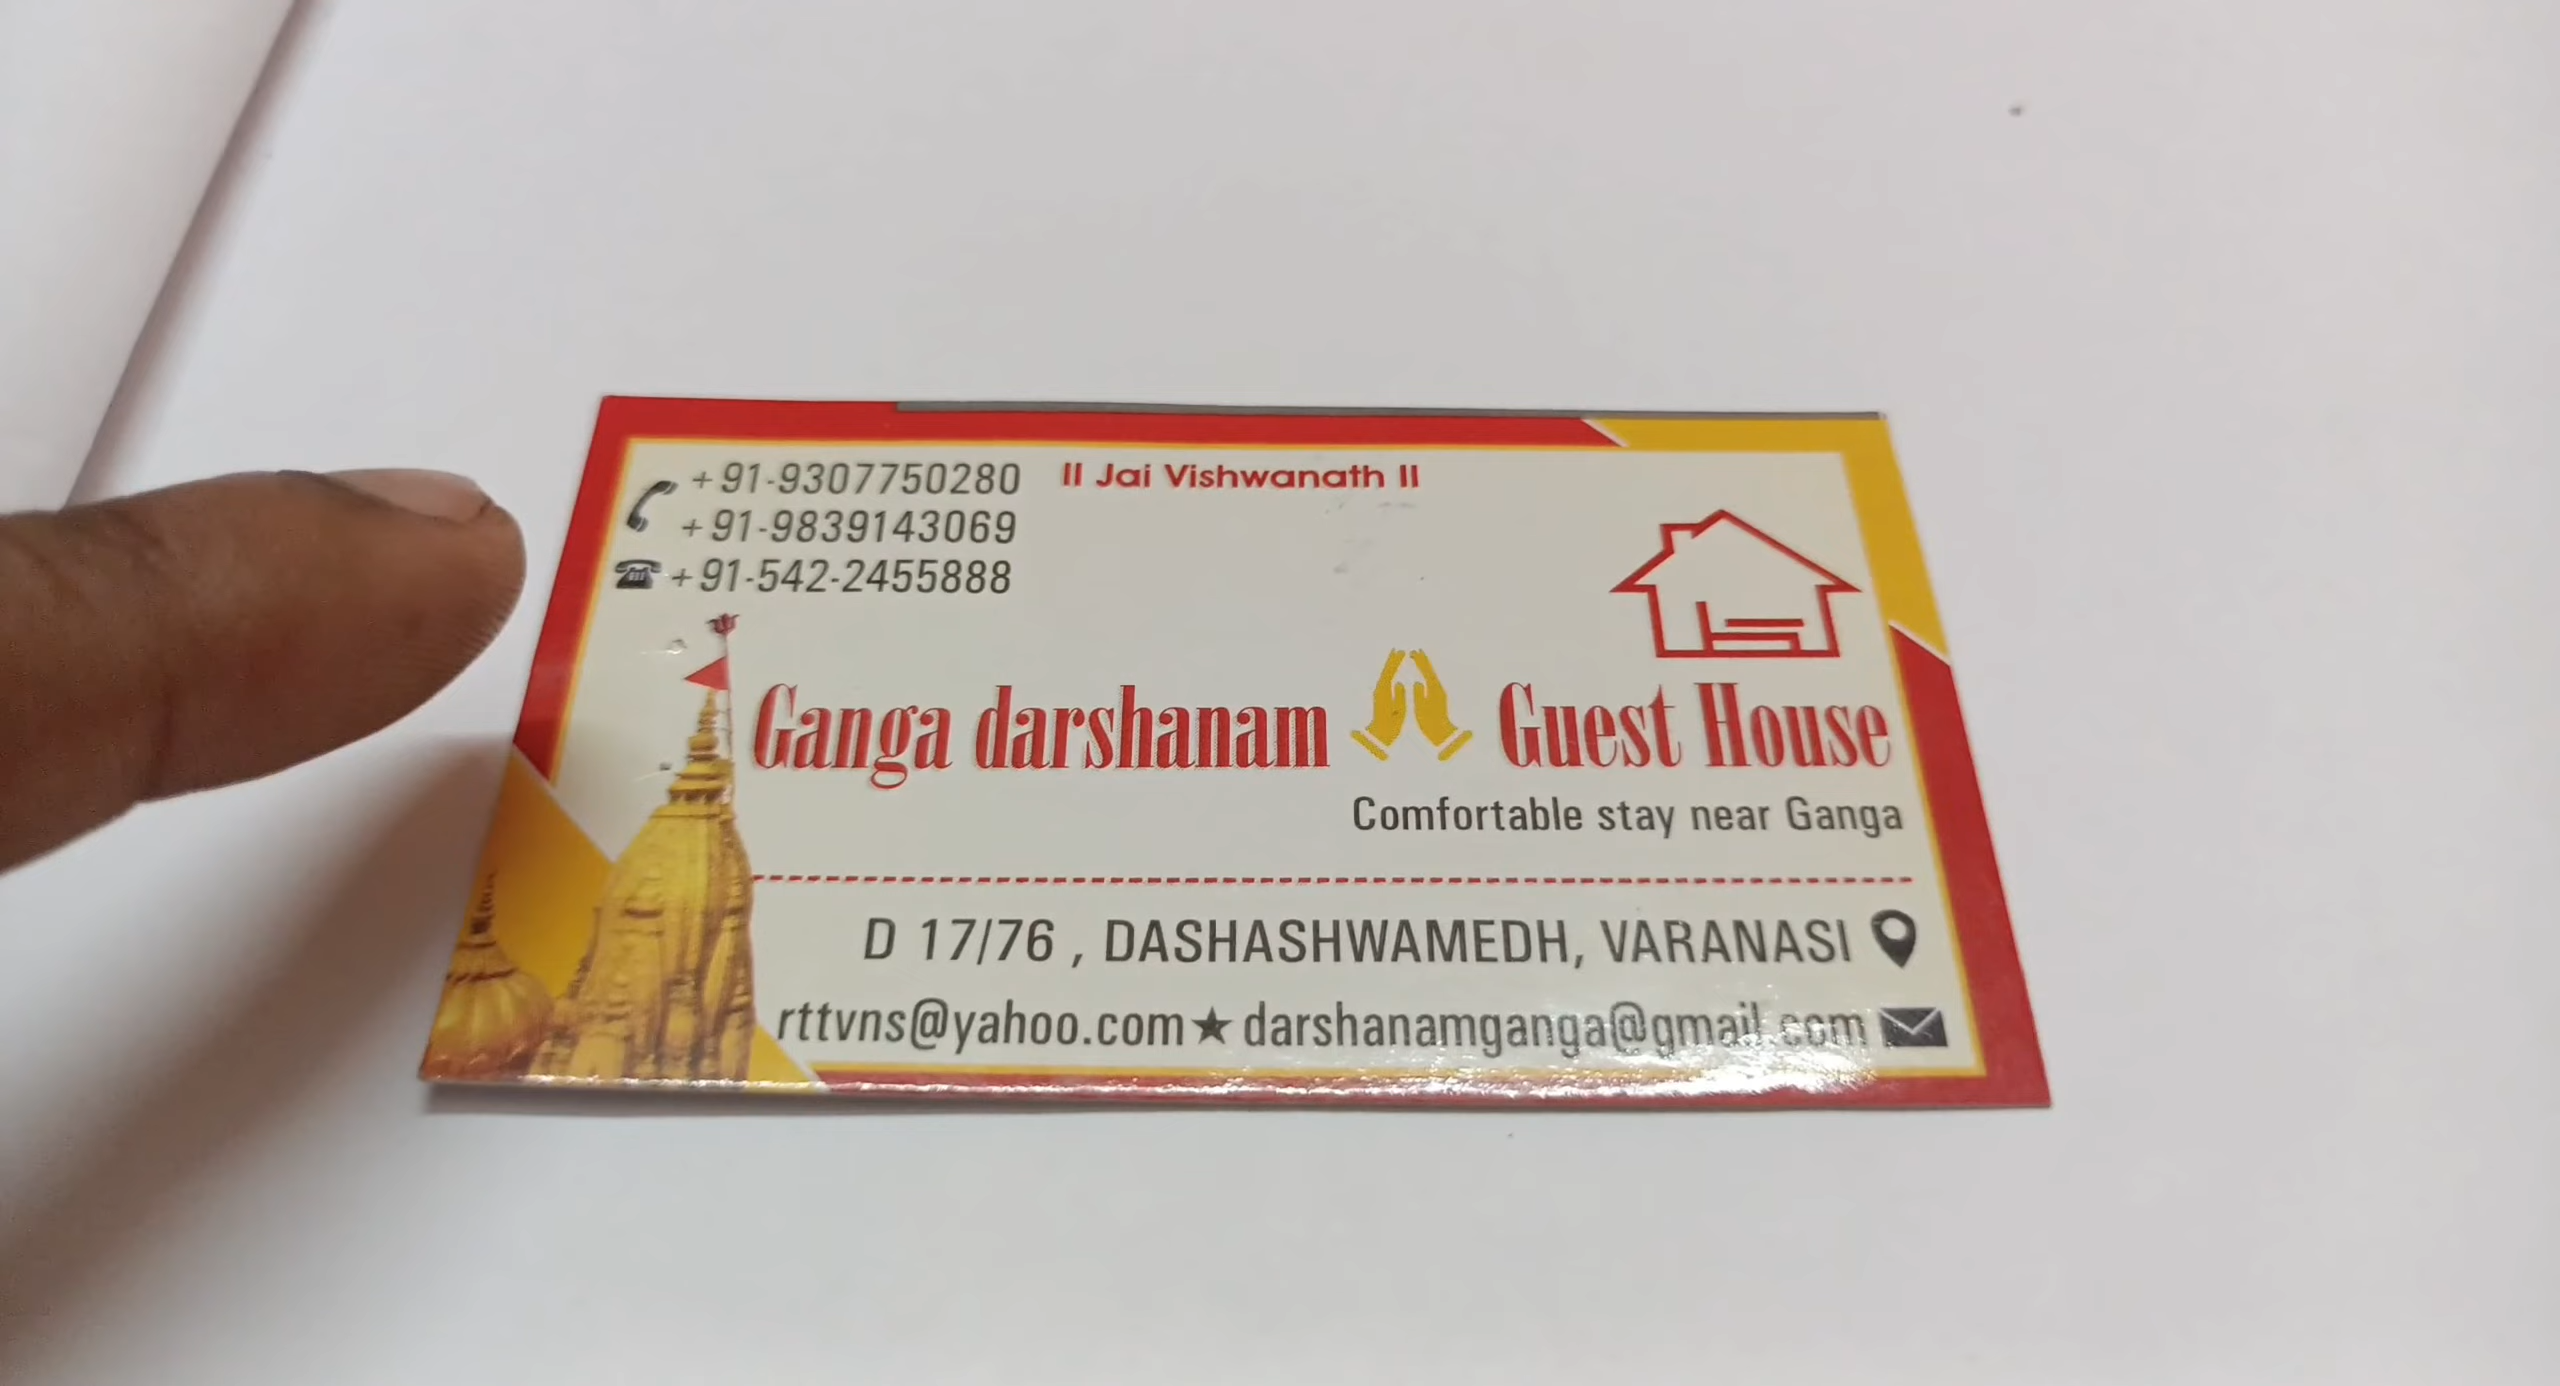 +91-9307750280
+91-9839143069
+91-542-2455888
II Jai Vishwanath II
Ganga darshanam Guest House
Comfortable stay near Ganga
D 17/76 , DASHASHWAMEDH, VARANASI
rttvns@yahoo.com★darshanamganga@gmail.com